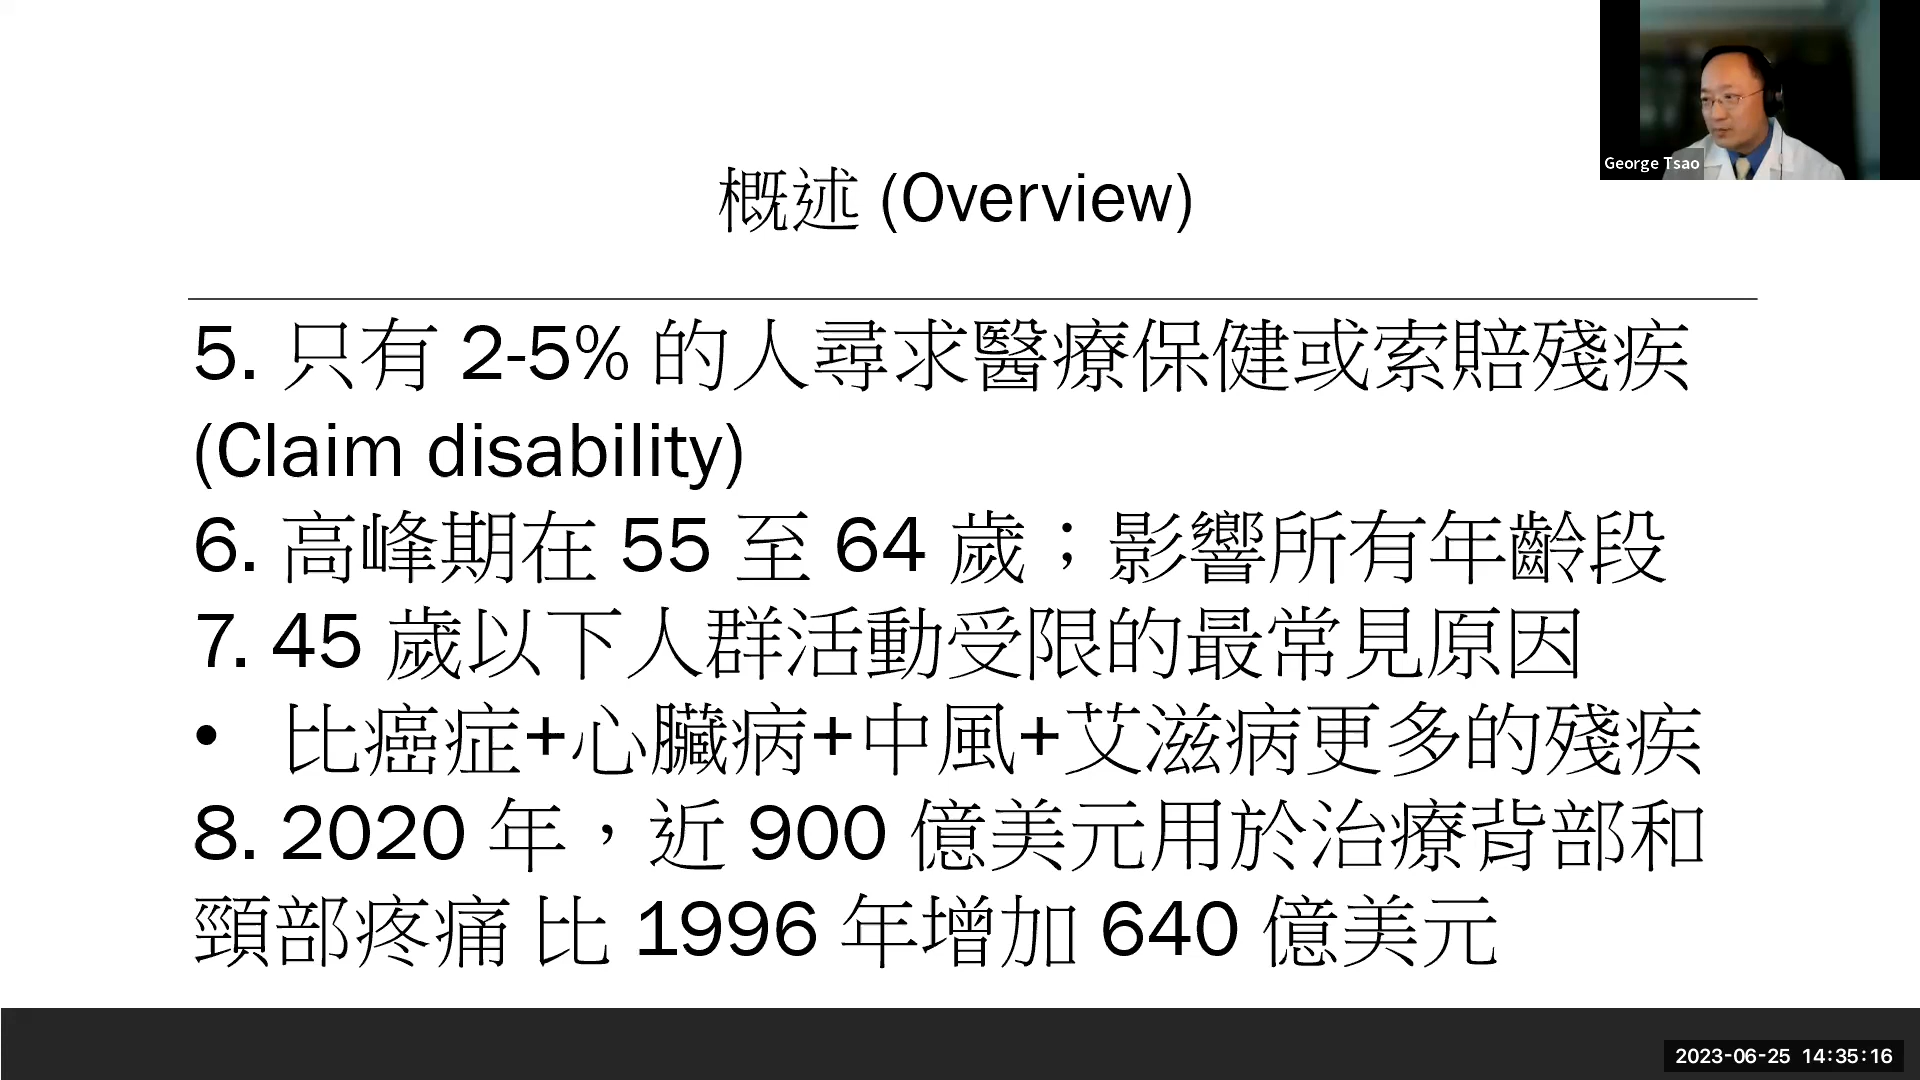 George Tsao
概述 (Overview)
5. 只有 2-5% 的人尋求醫療保健或索賠殘疾
(Claim disability)
6. 高峰期在 55 至 64 歲；影響所有年齡段
7. 45 歲以下人群活動受限的最常見原因
• 比癌症+心臟病+中風+艾滋病更多的殘疾
8. 2020 年，近 900 億美元用於治療背部和
頸部疼痛 比 1996 年增加 640 億美元
2023-06-25 14:35:16